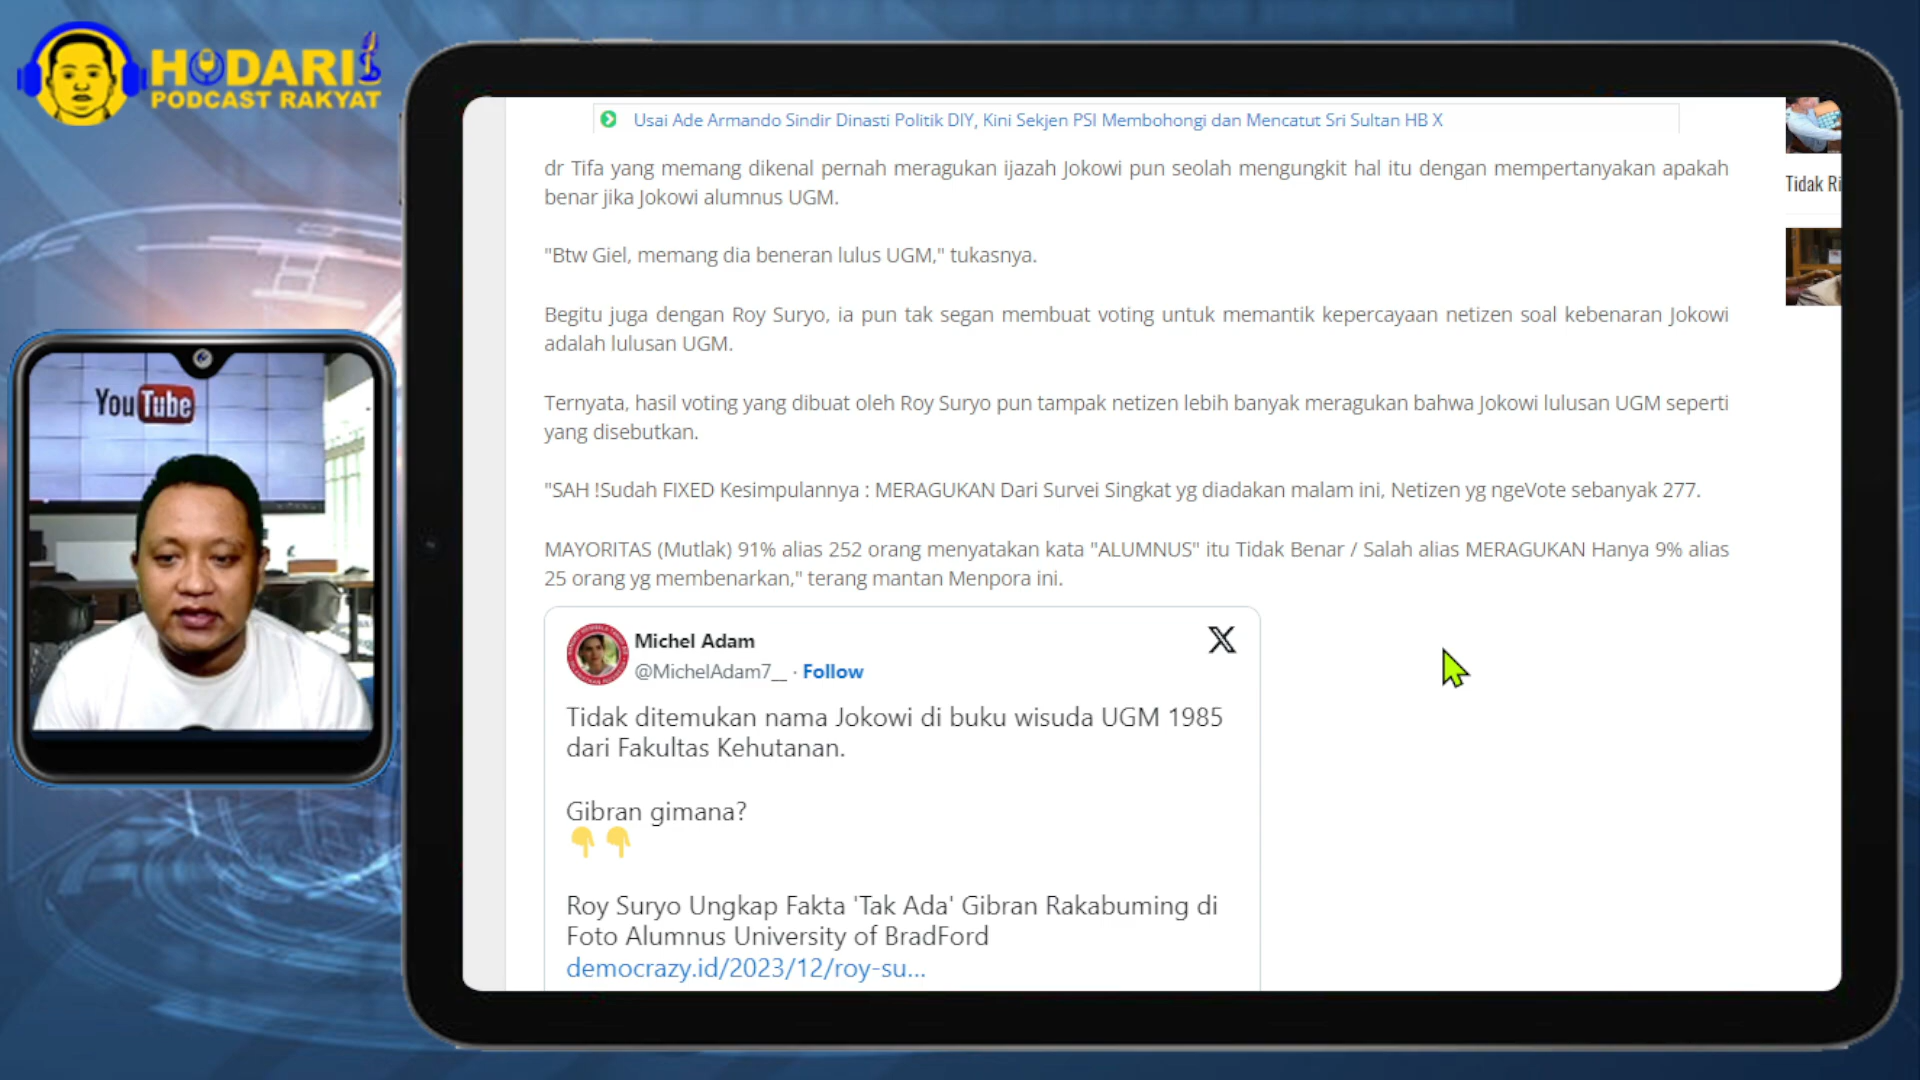 HODARI
PODCAST RAKYAT
YouTube
Usai Ade Armando Sindir Dinasti Politik DIY, Kini Sekjen PSI Membohongi dan Mencatut Sri Sultan HB X
dr Tifa yang memang dikenal pernah meragukan ijazah Jokowi pun seolah mengungkit hal itu dengan mempertanyakan apakah
benar jika Jokowi alumnus UGM.
"Btw Giel, memang dia beneran lulus UGM," tukasnya.
Begitu juga dengan Roy Suryo, ia pun tak segan membuat voting untuk memantik kepercayaan netizen soal kebenaran Jokowi
adalah lulusan UGM.
Ternyata, hasil voting yang dibuat oleh Roy Suryo pun tampak netizen lebih banyak meragukan bahwa Jokowi lulusan UGM seperti
yang disebutkan.
"SAH !Sudah FIXED Kesimpulannya : MERAGUKAN Dari Survei Singkat yg diadakan malam ini, Netizen yg ngeVote sebanyak 277.
MAYORITAS (Mutlak) 91% alias 252 orang menyatakan kata "ALUMNUS" itu Tidak Benar / Salah alias MERAGUKAN Hanya 9% alias
25 orang yg membenarkan," terang mantan Menpora ini.
Michel Adam
@MichelAdam7__ · Follow
Tidak ditemukan nama Jokowi di buku wisuda UGM 1985
dari Fakultas Kehutanan.
Gibran gimana?
👇👇
Roy Suryo Ungkap Fakta 'Tak Ada' Gibran Rakabuming di
Foto Alumnus University of BradFord
democrazy.id/2023/12/roy-su...
Tidak Ri